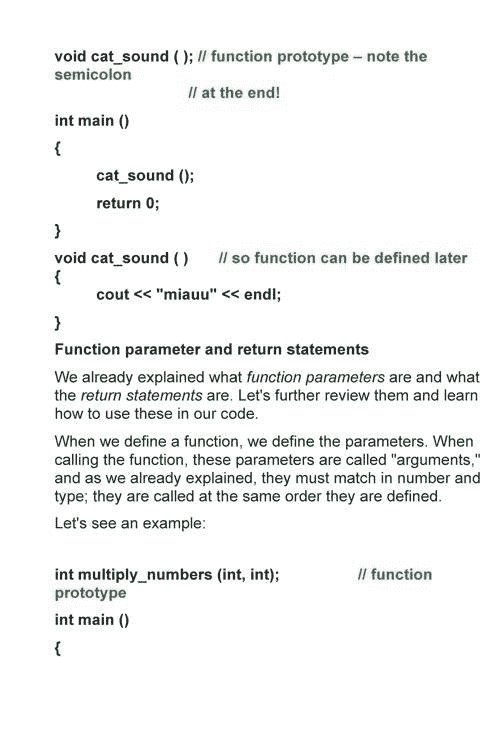 void cat_sound ( ); // function prototype – note the
semicolon
// at the end!
int main ()
{
cat_sound ();
return 0;
}
void cat_sound ( ) // so function can be defined later
{
cout << "miauu" << endl;
}
Function parameter and return statements
We already explained what function parameters are and what
the return statements are. Let's further review them and learn
how to use these in our code.
When we define a function, we define the parameters. When
calling the function, these parameters are called "arguments,"
and as we already explained, they must match in number and
type; they are called at the same order they are defined.
Let's see an example:
int multiply_numbers (int, int); // function
prototype
int main ()
{